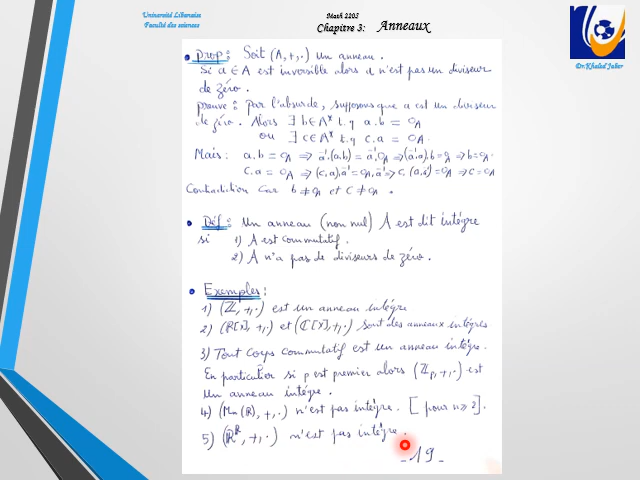 Université Libanaise
Faculté des sciences
Math 2203
Chapitre 3: Anneaux
Dr.Khaled Jaber
• Prop: Soit (A,+,.) un anneau.
Si a ∈ A est inversible alors a n'est pas un diviseur
de zéro.
preuve: Par l'absurde, supposons que a est un diviseur
de zéro. Alors ∃ b∈A* t.q a.b = 0A
ou ∃ c∈A* t.q c.a = 0A.
Mais: a.b = 0A ⇒ a⁻¹.(a.b) = a⁻¹.0A ⇒ (a⁻¹.a).b = 0A ⇒ b = 0A.
c.a = 0A ⇒ (c.a).a⁻¹ = 0A.a⁻¹ ⇒ c.(a.a⁻¹) = 0A ⇒ c = 0A
Contradiction car b ≠ 0A et c ≠ 0A.
• Déf: Un anneau (non nul) A est dit intègre
si 1) A est commutatif.
2) A n'a pas de diviseurs de zéro.
• Exemples:
1) (ℤ,+,.) est un anneau intègre
2) (ℝ[X],+,.) et (ℂ[X],+,.) sont des anneaux intègres
3) Tout corps commutatif est un anneau intègre.
En particulier si p est premier alors (ℤp,+,.) est
un anneau intègre.
4) (Mn(ℝ),+,.) n'est pas intègre. [pour n ≥ 2].
5) (ℝ^ℝ,+,.) n'est pas intègre.
-19-